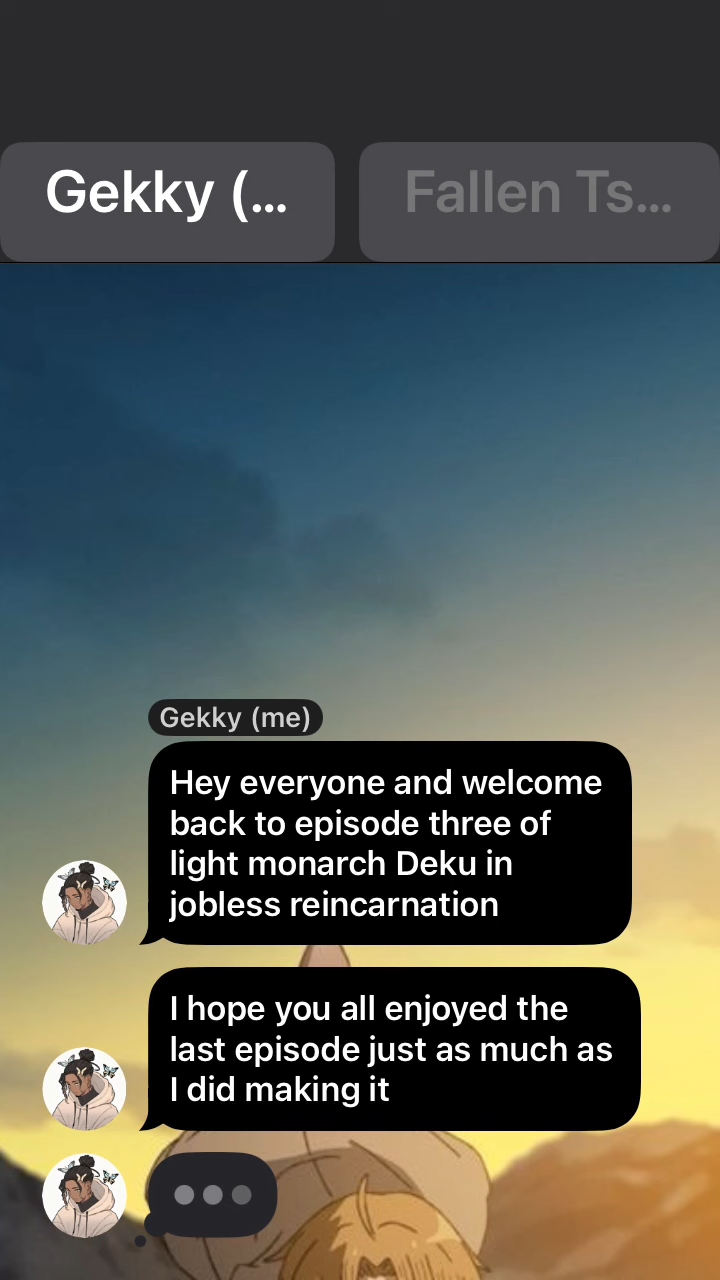 Gekky (...
Fallen Ts...
Gekky (me)
Hey everyone and welcome
back to episode three of
light monarch Deku in
jobless reincarnation
I hope you all enjoyed the
last episode just as much as
I did making it